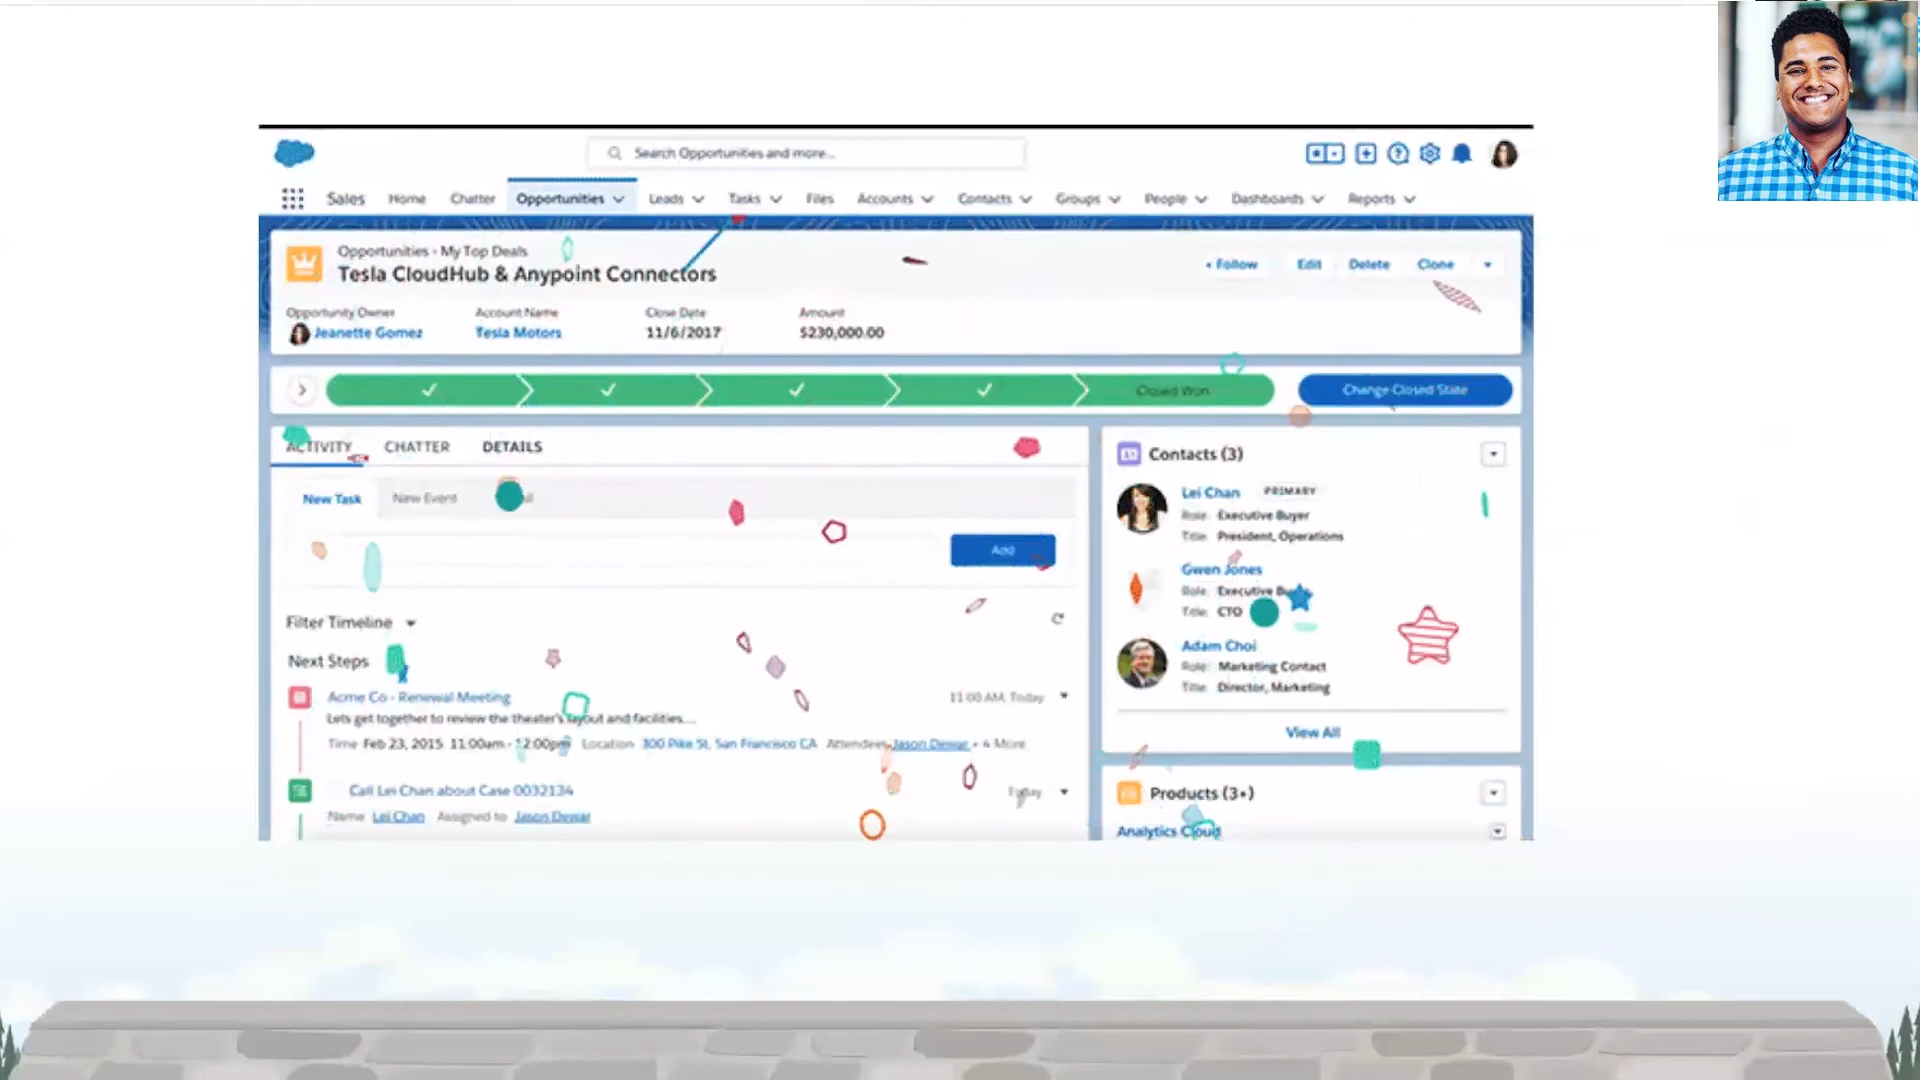 Search Opportunities and more...
Sales Home Chatter Opportunities Leads Tasks Files Accounts Contacts Groups People Dashboards Reports
Opportunities - My Top Deals
Tesla CloudHub & Anypoint Connectors
Follow Edit Delete Clone
Opportunity Owner Account Name Close Date Amount
Jeanette Gomez Tesla Motors 11/6/2017 $230,000.00
Closed Won Change Closed State
ACTIVITY CHATTER DETAILS
New Task New Event
Add
Filter Timeline
Next Steps
Acme Co - Renewal Meeting 11:00 AM, Today
Lets get together to review the theater's layout and facilities....
Time Feb 23, 2015 11:00am - 12:00pm Location 300 Pike St, San Francisco CA Attendees Jason Dewar + 4 More
Call Lei Chan about Case 0032134 Today
Name Lei Chan Assigned to Jason Dewar
Contacts (3)
Lei Chan PRIMARY
Role: Executive Buyer
Title: President, Operations
Gwen Jones
Role: Executive
Title: CTO
Adam Choi
Role: Marketing Contact
Title: Director, Marketing
View All
Products (3+)
Analytics Cloud